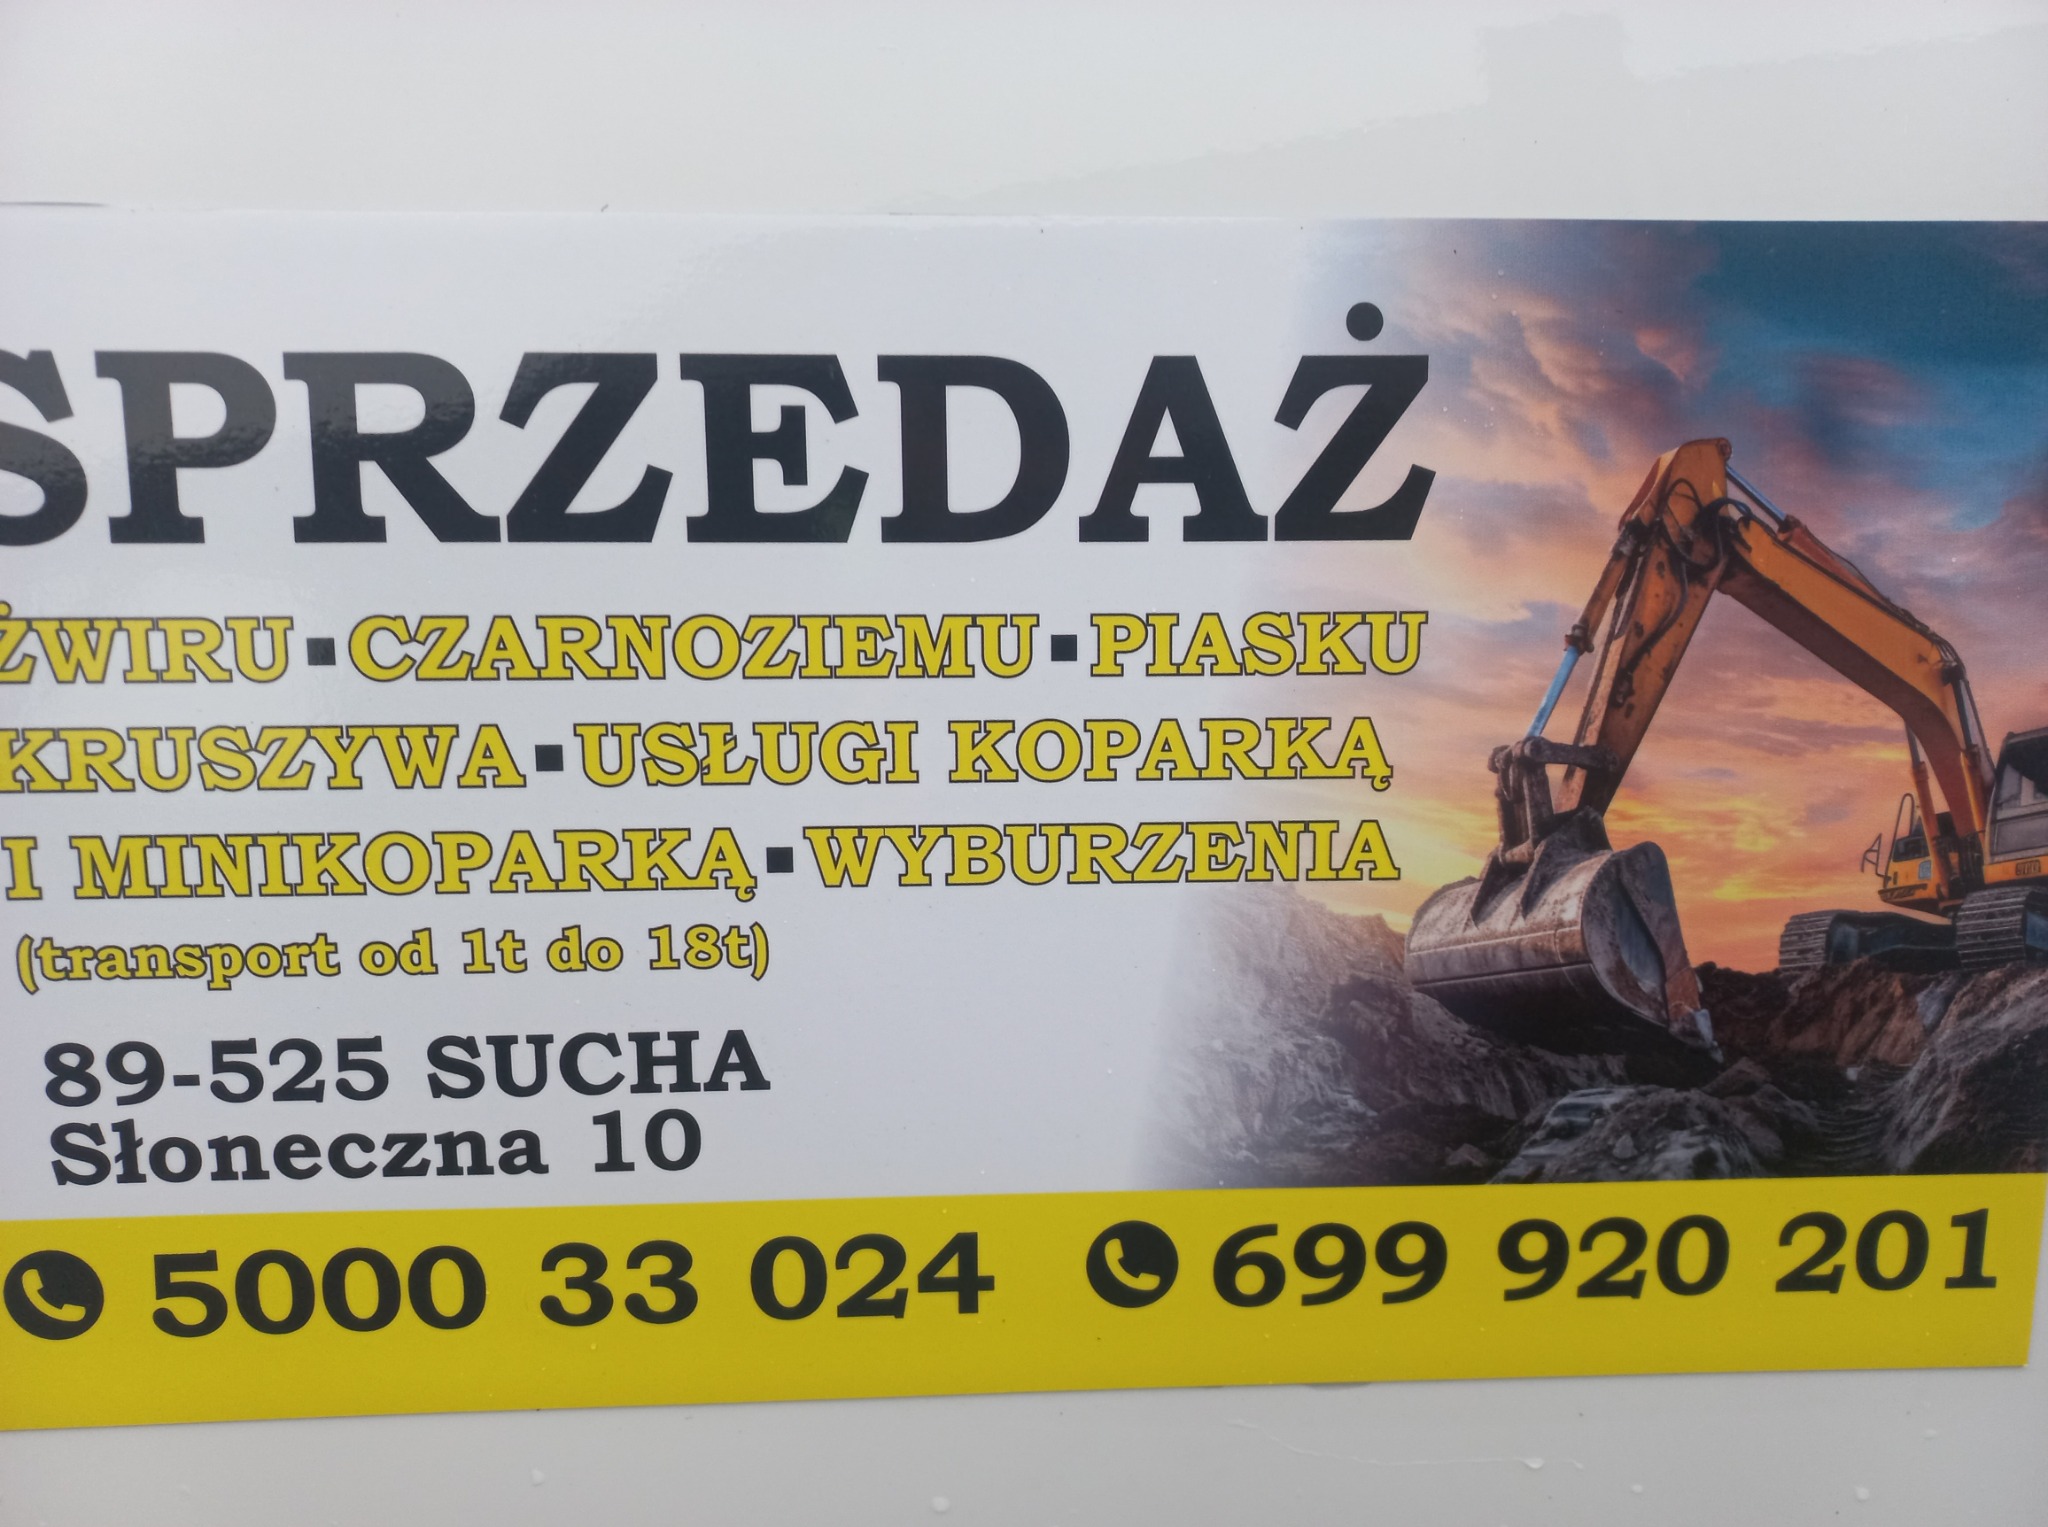 SPRZEDAŻ
ŻWIRU ▪ CZARNOZIEMU ▪ PIASKU
KRUSZYWA ▪ USŁUGI KOPARKĄ
I MINIKOPARKĄ ▪ WYBURZENIA
(transport od 1t do 18t)
89-525 SUCHA
Słoneczna 10
5000 33 024 699 920 201